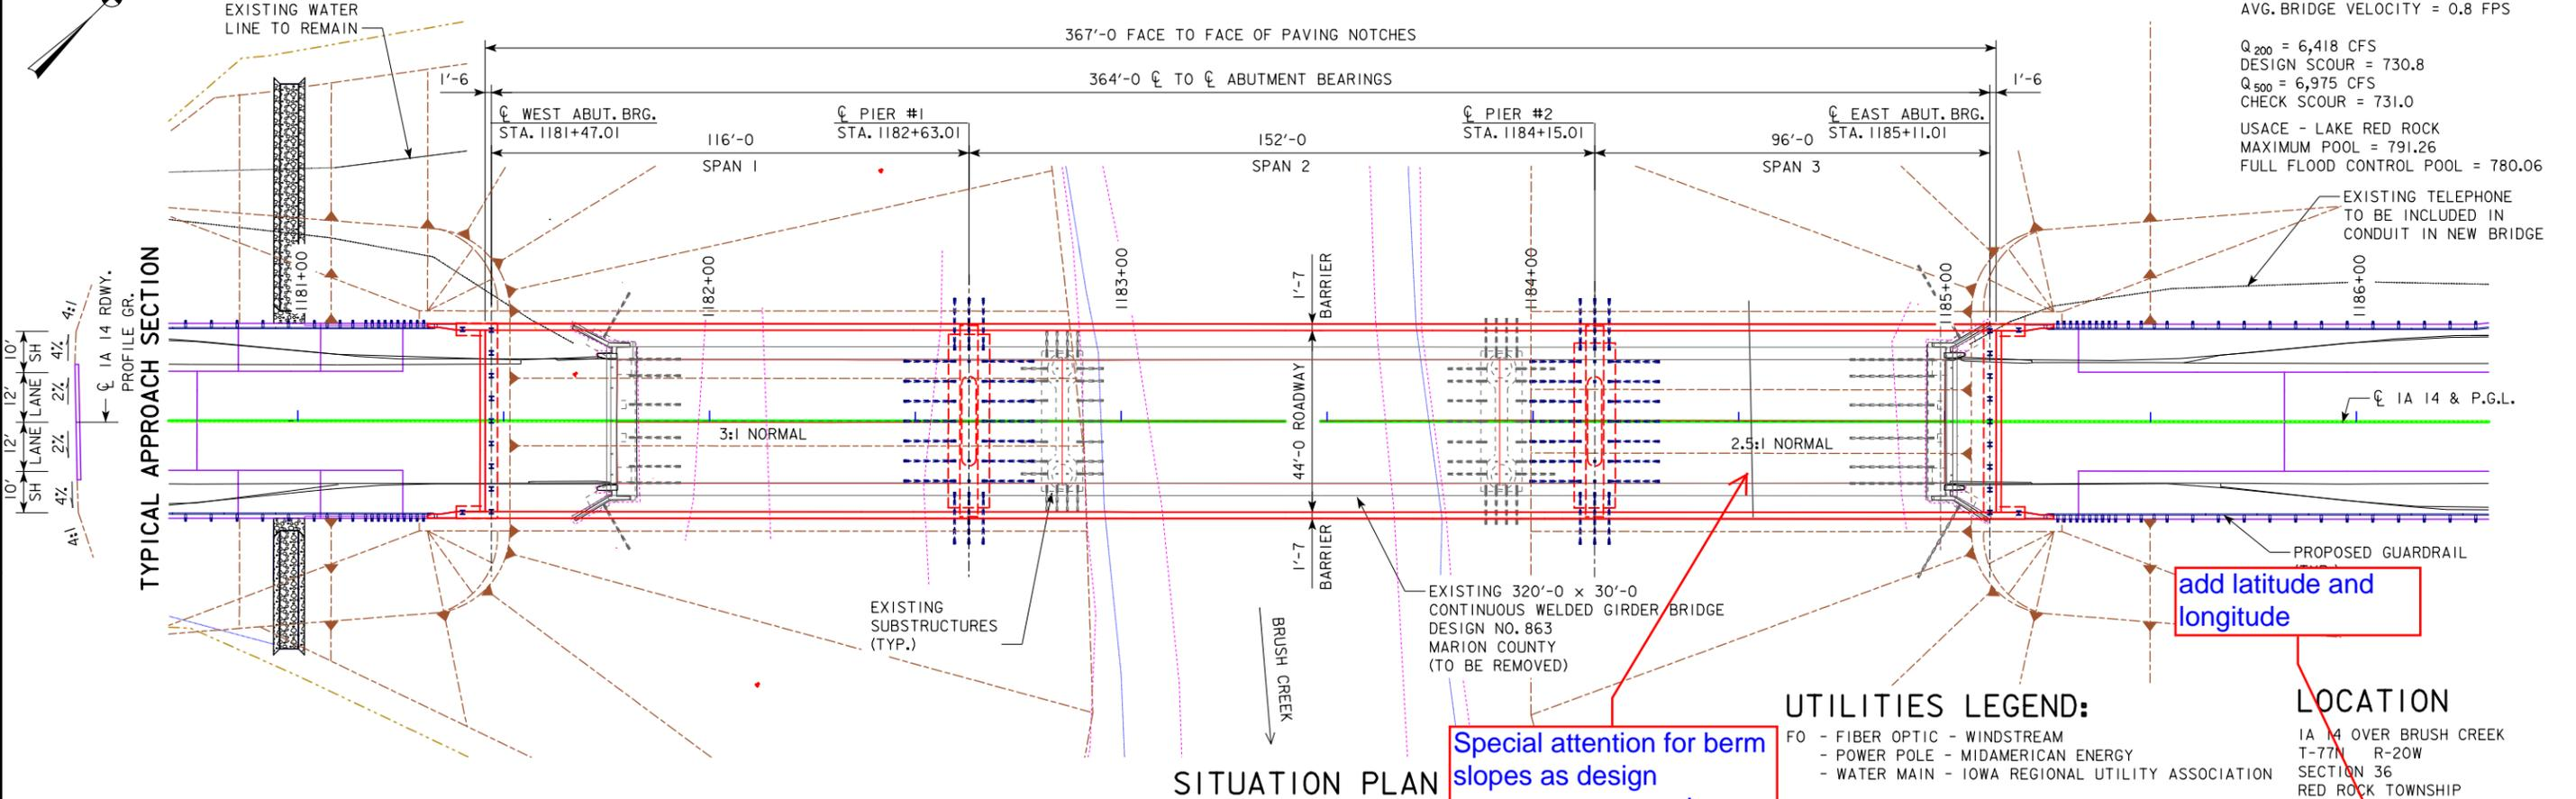 EXISTING WATER
LINE TO REMAIN
367'-0 FACE TO FACE OF PAVING NOTCHES
1'-6
364'-0 ℄ TO ℄ ABUTMENT BEARINGS
1'-6
℄ WEST ABUT. BRG.
STA. 1181+47.01
℄ PIER #1
STA. 1182+63.01
℄ PIER #2
STA. 1184+15.01
℄ EAST ABUT. BRG.
STA. 1185+11.01
116'-0
SPAN 1
152'-0
SPAN 2
96'-0
SPAN 3
AVG. BRIDGE VELOCITY = 0.8 FPS
Q200 = 6,418 CFS
DESIGN SCOUR = 730.8
Q500 = 6,975 CFS
CHECK SCOUR = 731.0
USACE - LAKE RED ROCK
MAXIMUM POOL = 791.26
FULL FLOOD CONTROL POOL = 780.06
EXISTING TELEPHONE
TO BE INCLUDED IN
CONDUIT IN NEW BRIDGE
1181+00
1182+00
1183+00
1184+00
1185+00
1186+00
4:1
10'
SH
4%
12'
LANE
2%
12'
LANE
2%
10'
SH
4%
4:1
℄ IA 14 RDWY.
PROFILE GR.
TYPICAL APPROACH SECTION
1'-7
BARRIER
44'-0 ROADWAY
1'-7
BARRIER
3:1 NORMAL
2.5:1 NORMAL
℄ IA 14 & P.G.L.
PROPOSED GUARDRAIL
add latitude and
longitude
EXISTING
SUBSTRUCTURES
(TYP.)
BRUSH CREEK
EXISTING 320'-0 x 30'-0
CONTINUOUS WELDED GIRDER BRIDGE
DESIGN NO. 863
MARION COUNTY
(TO BE REMOVED)
SITUATION PLAN
Special attention for berm
slopes as design
UTILITIES LEGEND:
FO - FIBER OPTIC - WINDSTREAM
- POWER POLE - MIDAMERICAN ENERGY
- WATER MAIN - IOWA REGIONAL UTILITY ASSOCIATION
LOCATION
IA 14 OVER BRUSH CREEK
T-77N R-20W
SECTION 36
RED ROCK TOWNSHIP